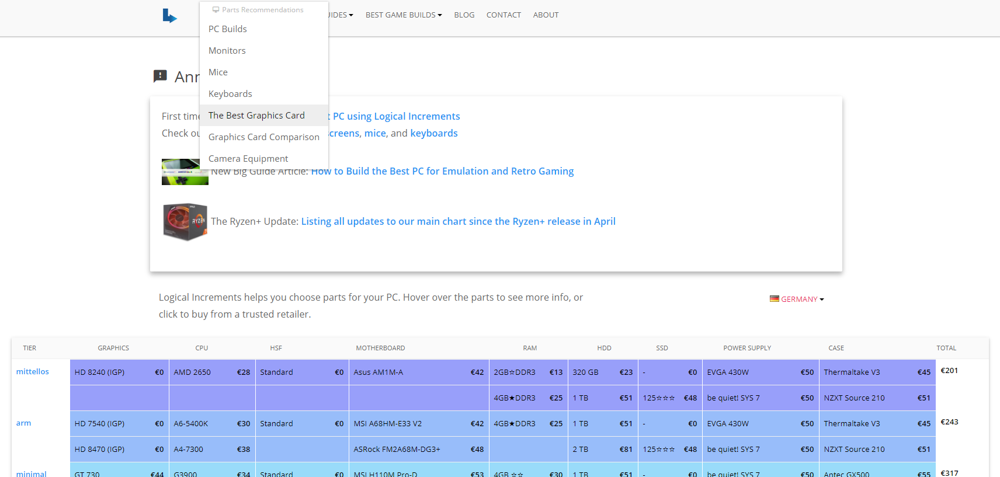 Parts Recommendations
PC Builds
Monitors
Mice
Keyboards
The Best Graphics Card
Graphics Card Comparison
Camera Equipment
BEST GAME BUILDS
BLOG
CONTACT
ABOUT
First time PC using Logical Increments
Check screens, mice, and keyboards
New Big Guide Article: How to Build the Best PC for Emulation and Retro Gaming
RYZEN
The Ryzen+ Update: Listing all updates to our main chart since the Ryzen+ release in April
Logical Increments helps you choose parts for your PC. Hover over the parts to see more info, or
click to buy from a trusted retailer.
GERMANY
TIER GRAPHICS CPU HSF MOTHERBOARD RAM HDD SSD POWER SUPPLY CASE TOTAL
mittellos HD 8240 (IGP) €0 AMD 2650 €28 Standard €0 Asus AM1M-A €42 2GB☆DDR3 €13 320 GB €23 - €0 EVGA 430W €50 Thermaltake V3 €45 €201
4GB★DDR3 €25 1 TB €51 125☆☆☆ €48 be quiet! SYS 7 €50 NZXT Source 210 €51
arm HD 7540 (IGP) €0 A6-5400K €30 Standard €0 MSI A68HM-E33 V2 €42 4GB★DDR3 €25 1 TB €51 - €0 EVGA 430W €50 Thermaltake V3 €45 €243
HD 8470 (IGP) €0 A4-7300 €38 ASRock FM2A68M-DG3+ €48 2 TB €81 125☆☆☆ €48 be quiet! SYS 7 €50 NZXT Source 210 €51
minimal GT 730 €44 G3900 €34 Standard €0 MSI H110M Pro-D €53 4GB ☆☆ €30 1 TB €51 - €0 be quiet! SYS 7 €50 Antec GX500 €55 €317